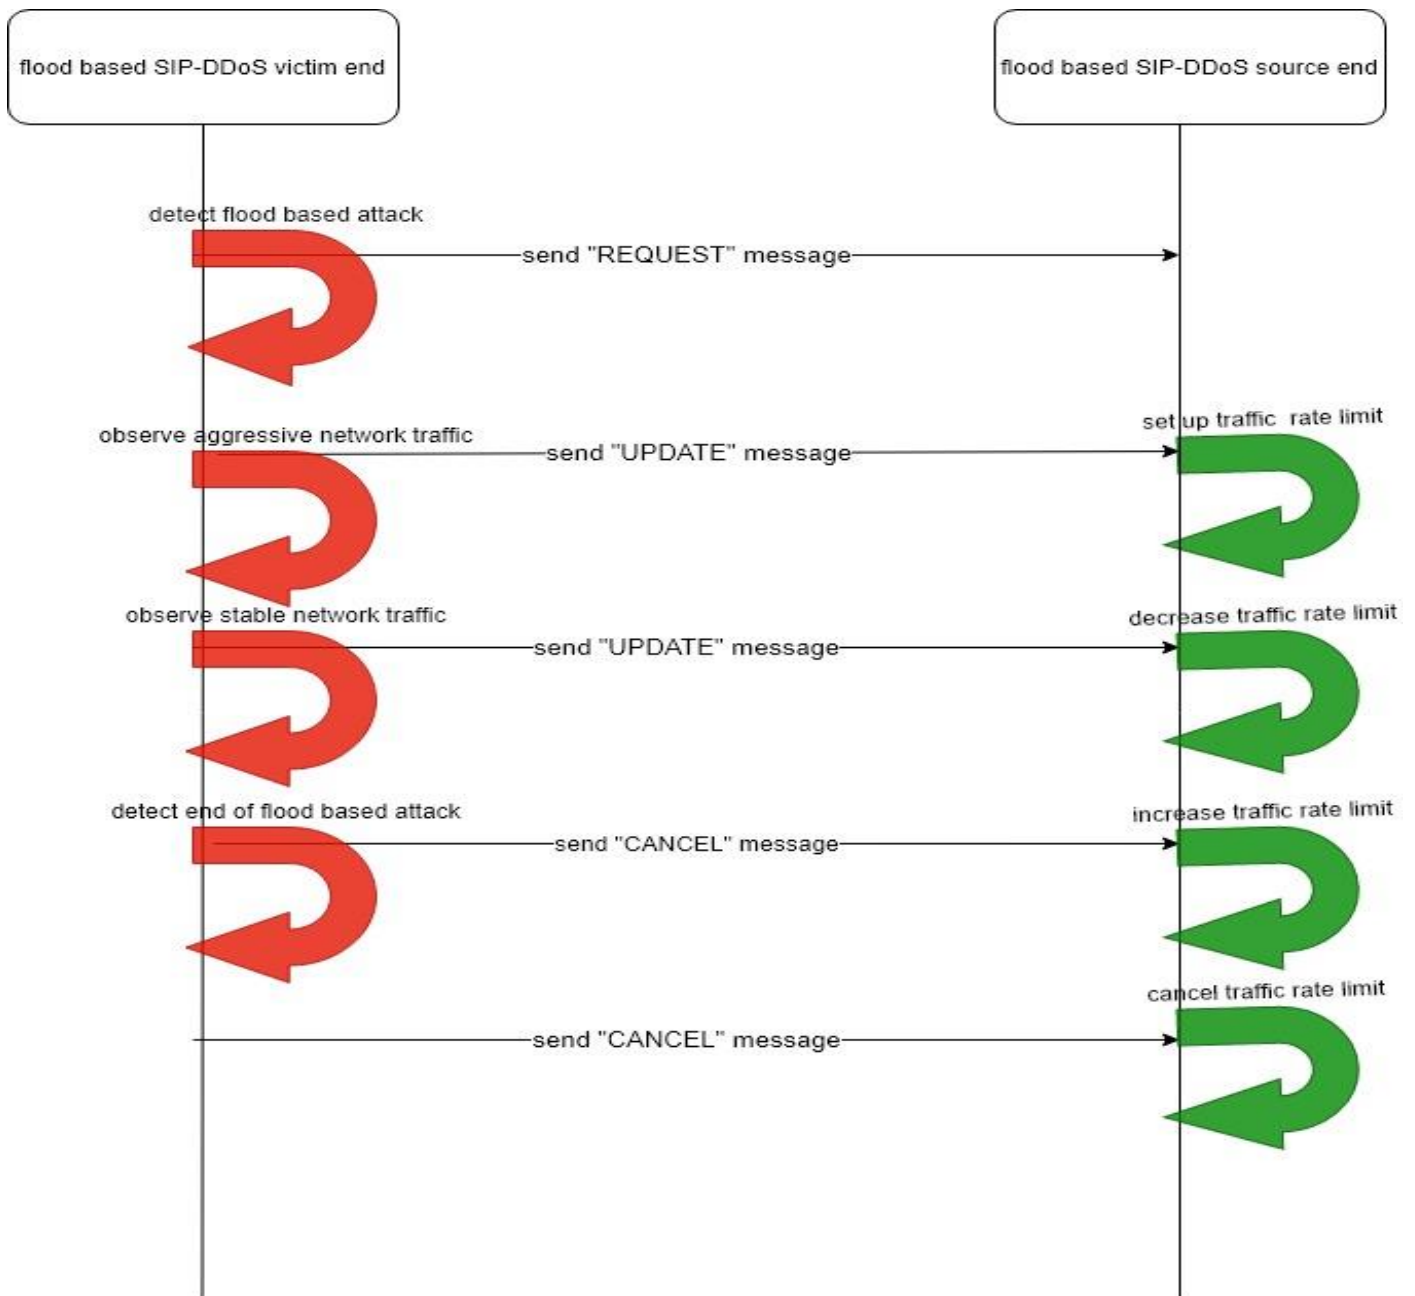 flood based SIP-DDoS victim end
flood based SIP-DDoS source end
detect flood based attack
send "REQUEST" message
observe aggressive network traffic
send "UPDATE" message
set up traffic rate limit
observe stable network traffic
send "UPDATE" message
decrease traffic rate limit
detect end of flood based attack
send "CANCEL" message
increase traffic rate limit
cancel traffic rate limit
send "CANCEL" message